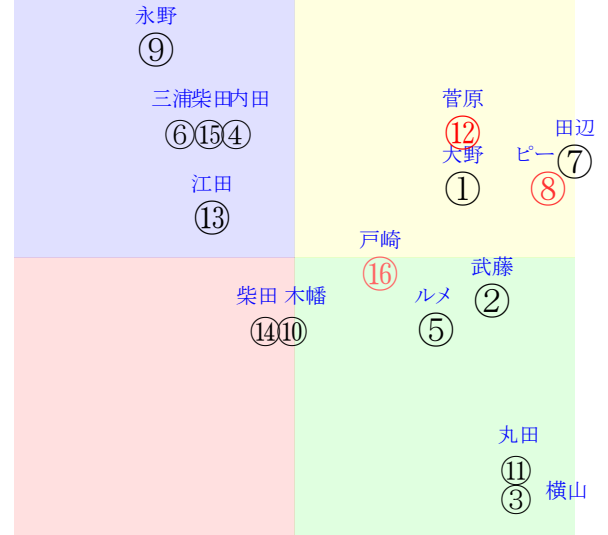 永野
⑨
三浦柴田内田
菅原
田辺
⑥⑮④
⑫
大野
ピー
⑦
江田
①
⑧
⑬
戸崎
武藤
⑯
柴田
木幡
ルメ
②
⑭⑩
⑤
丸田
⑪
横山
③